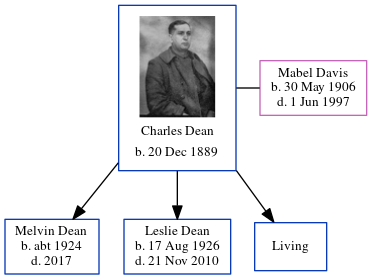 Charles Dean
b. 20 Dec 1889
Mabel Davis
b. 30 May 1906
d. 1 Jun 1997
Melvin Dean
b. abt 1924
d. 2017
Leslie Dean
b. 17 Aug 1926
d. 21 Nov 2010
Living